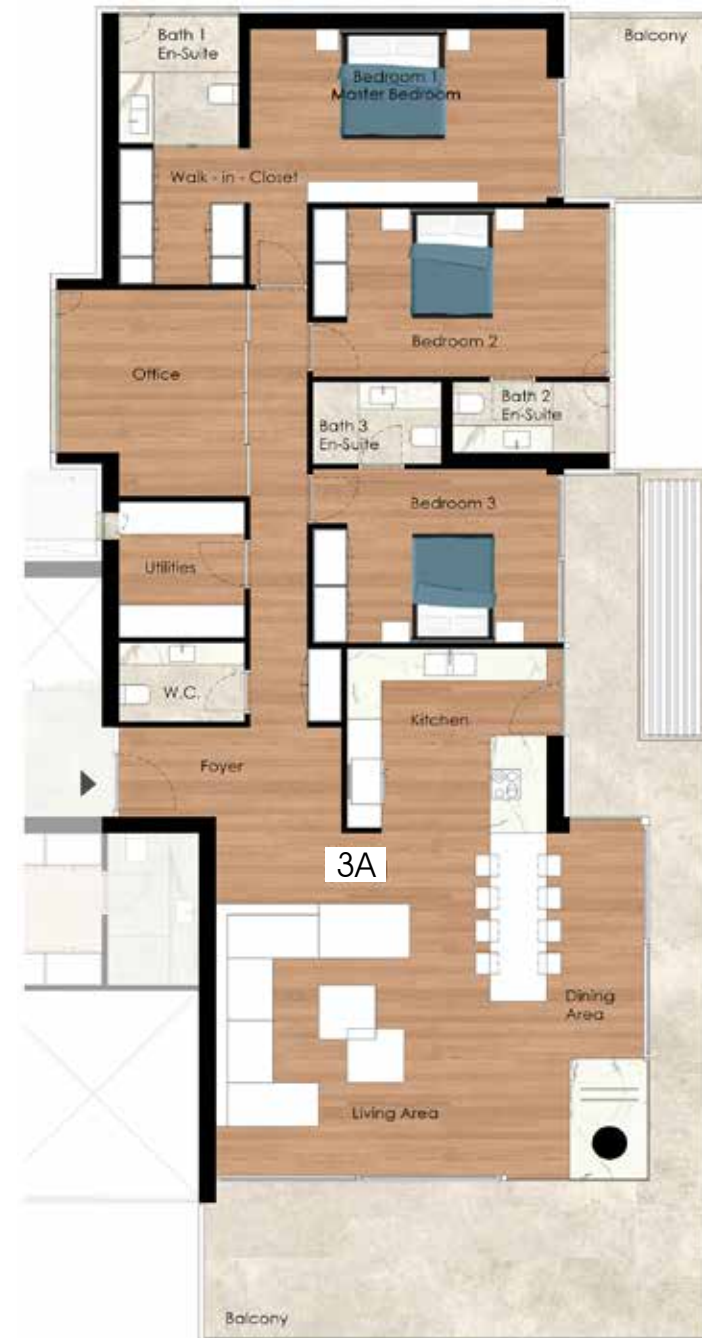 Bath 1
En-Suite
Balcony
Bedroom 1
Master Bedroom
Walk - in - Closet
Bedroom 2
Office
Bath 2
En-Suite
Bath 3
En-Suite
Bedroom 3
Utilities
W.C.
Kitchen
Foyer
3A
Dining
Area
Living Area
Balcony